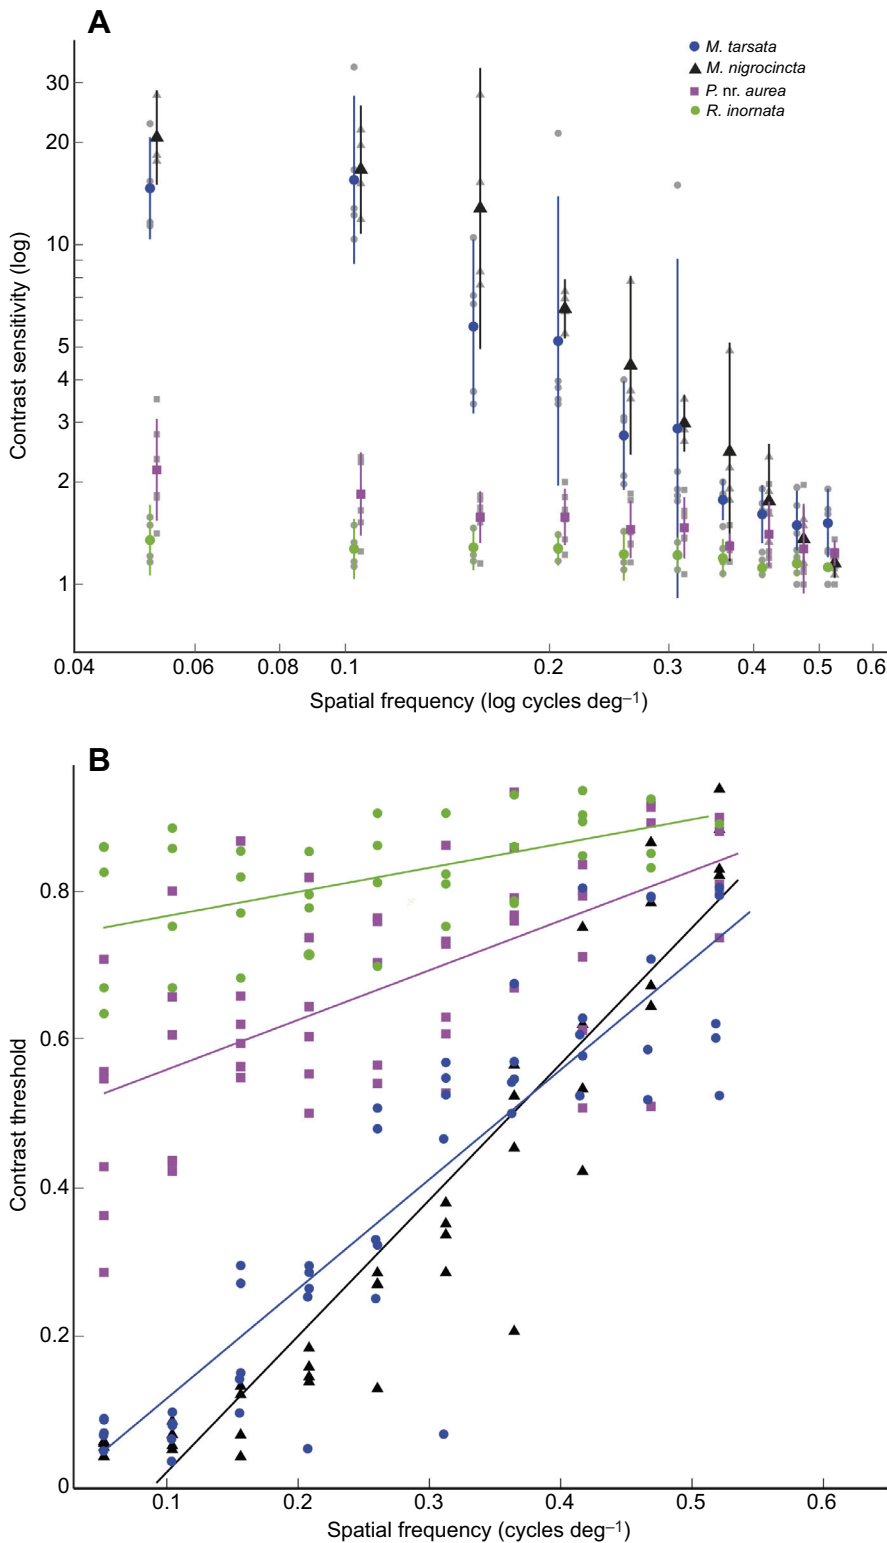 A
M. tarsata
M. nigrocincta
P. nr. aurea
R. inornata
30
20
10
5
4
3
2
1
Contrast sensitivity (log)
0.04 0.06 0.08 0.1 0.2 0.3 0.4 0.5 0.6
Spatial frequency (log cycles deg–1)
B
0.8
0.6
0.4
0.2
0
Contrast threshold
0.1 0.2 0.3 0.4 0.5 0.6
Spatial frequency (cycles deg–1)